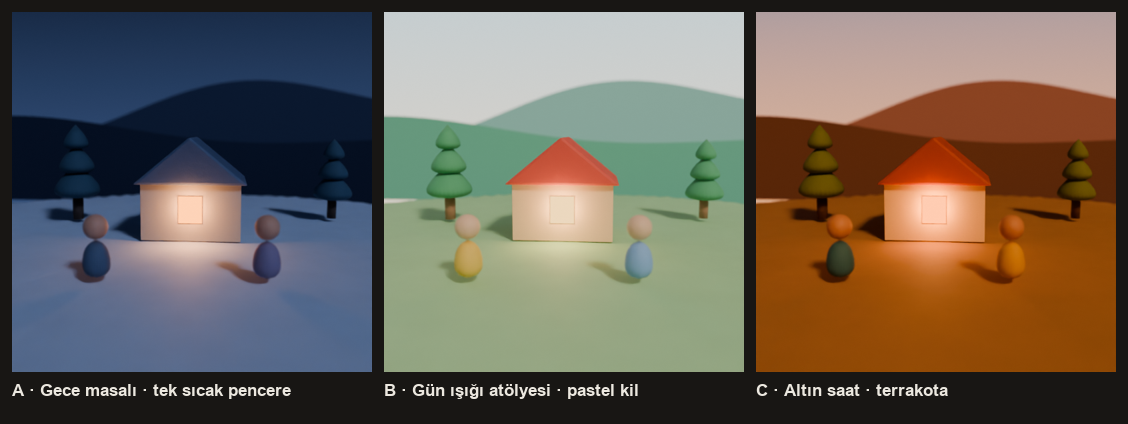 A · Gece masalı · tek sıcak pencere
B · Gün ışığı atölyesi · pastel kil
C · Altın saat · terrakota